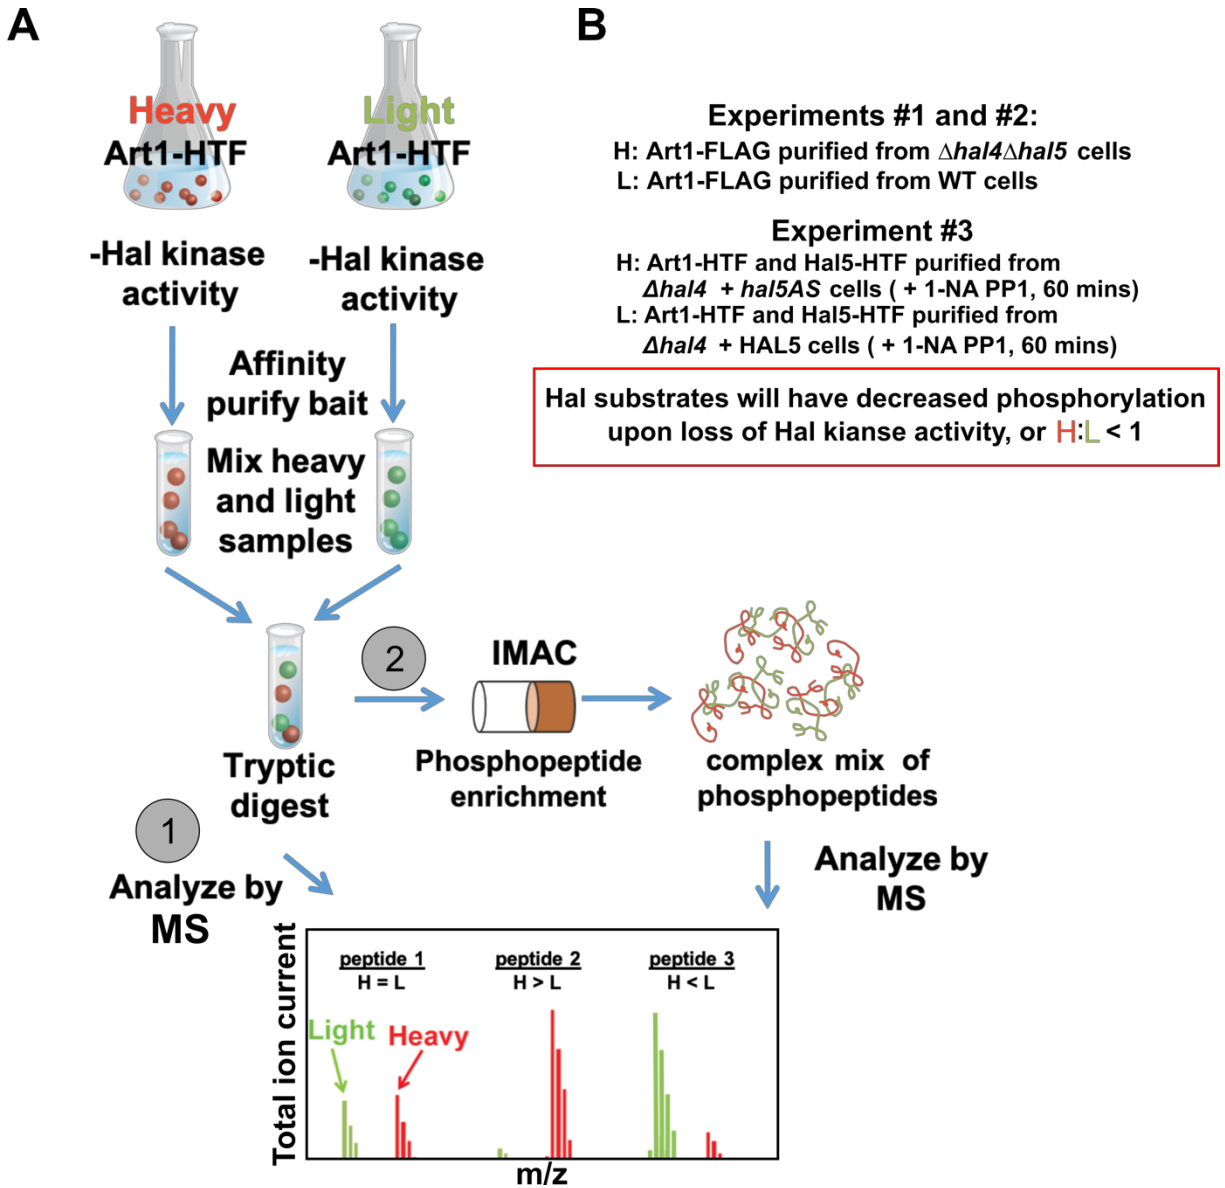 A
Heavy
Art1-HTF
Light
Art1-HTF
-Hal kinase
activity
-Hal kinase
activity
Affinity
purify bait
Mix heavy
and light
samples
Tryptic
digest
2
IMAC
Phosphopeptide
enrichment
complex mix of
phosphopeptides
1
Analyze by
MS
Analyze by
MS
Total ion current
peptide 1
H = L
peptide 2
H > L
peptide 3
H < L
Light
Heavy
m/z
B
Experiments #1 and #2:
H: Art1-FLAG purified from Δhal4Δhal5 cells
L: Art1-FLAG purified from WT cells
Experiment #3
H: Art1-HTF and Hal5-HTF purified from
Δhal4 + hal5AS cells ( + 1-NA PP1, 60 mins)
L: Art1-HTF and Hal5-HTF purified from
Δhal4 + HAL5 cells ( + 1-NA PP1, 60 mins)
Hal substrates will have decreased phosphorylation
upon loss of Hal kianse activity, or H:L < 1